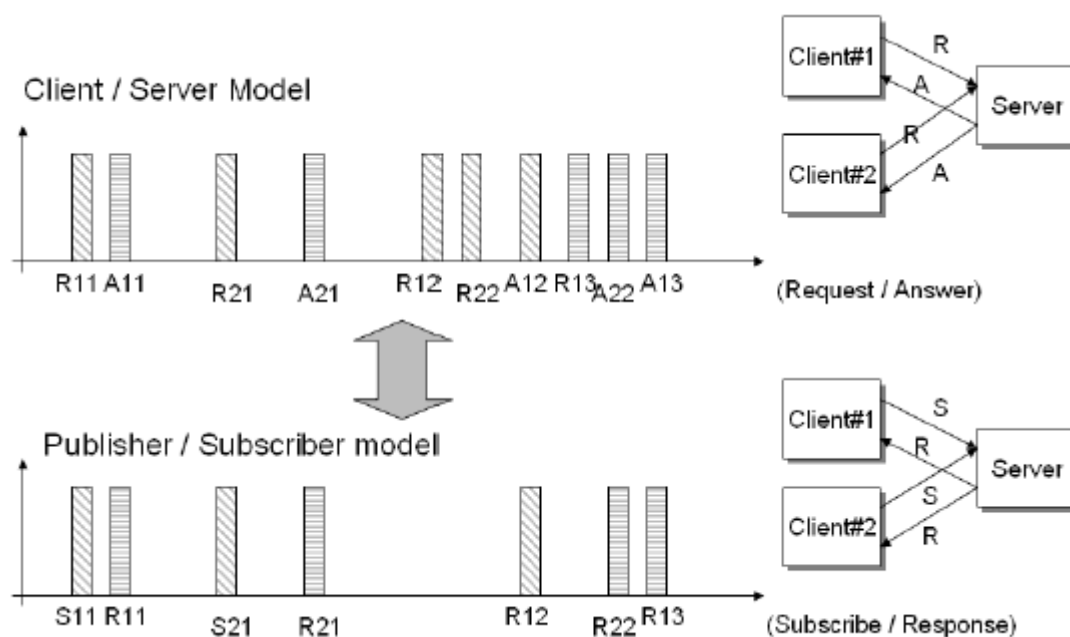 Client / Server Model
R11 A11 R21 A21 R12 R22 A12 R13 A22 A13
Client#1
R
A
Server
R
Client#2
A
(Request / Answer)
Publisher / Subscriber model
S11 R11 S21 R21 R12 R22 R13
Client#1
S
R
Server
S
Client#2
R
(Subscribe / Response)